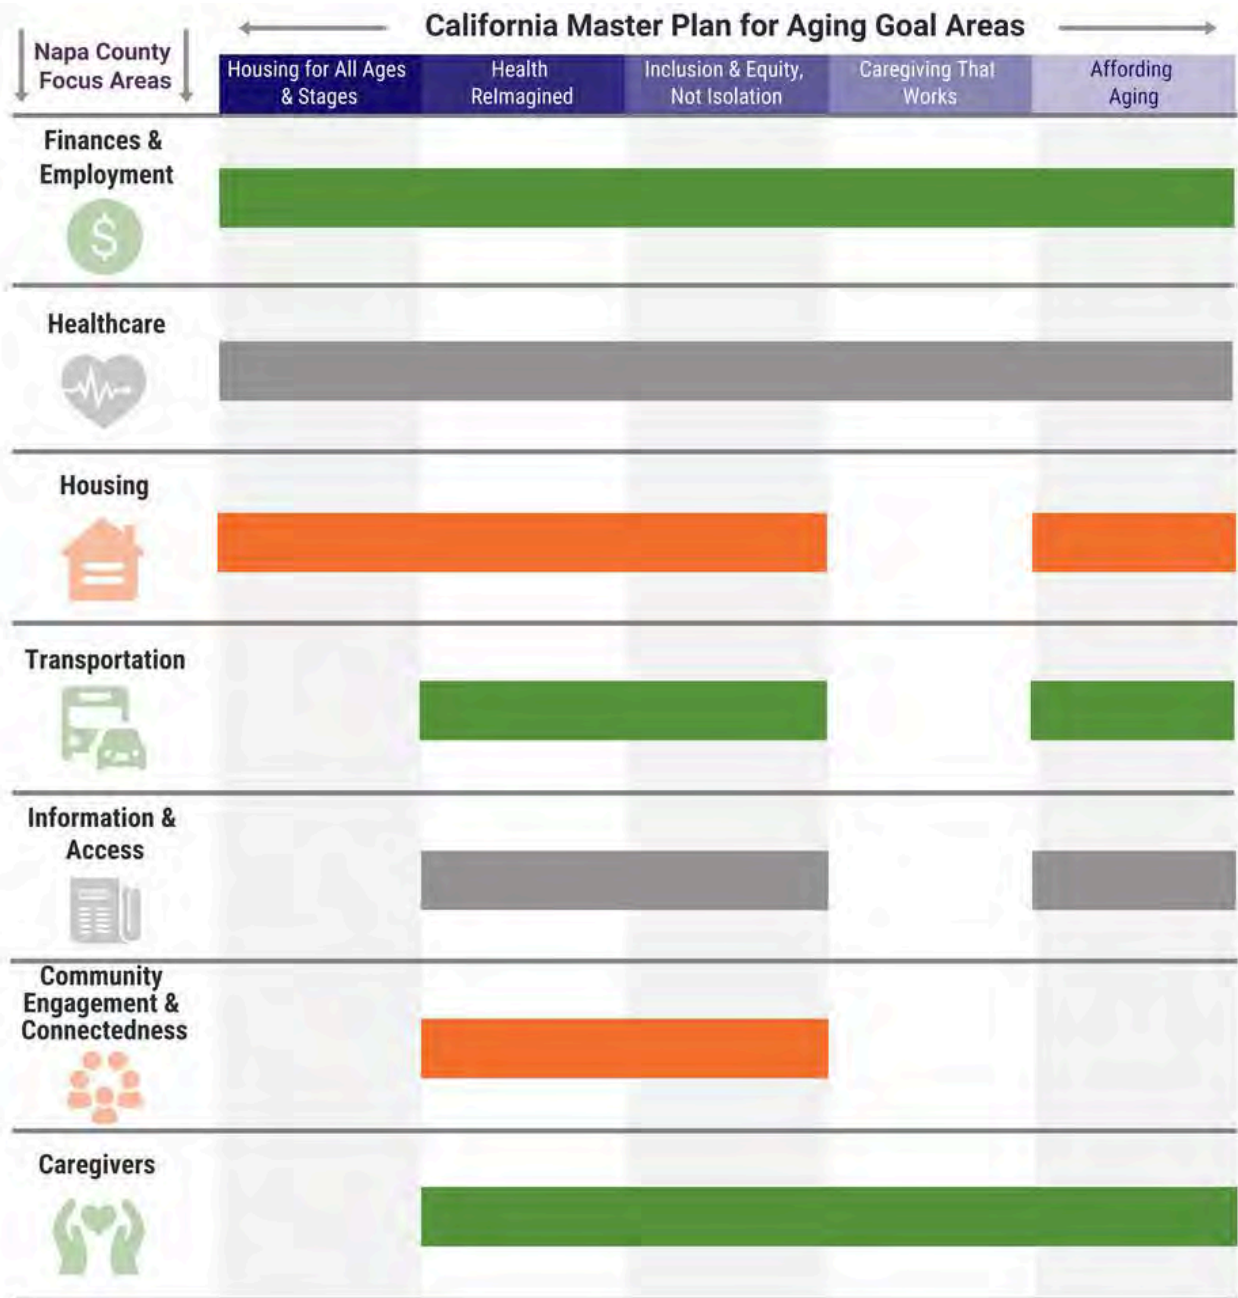 California Master Plan for Aging Goal Areas
Napa County
Focus Areas
Housing for All Ages
& Stages
Health
ReImagined
Inclusion & Equity,
Not Isolation
Caregiving That
Works
Affording
Aging
Finances &
Employment
$
Healthcare
Housing
Transportation
Information &
Access
Community
Engagement &
Connectedness
Caregivers